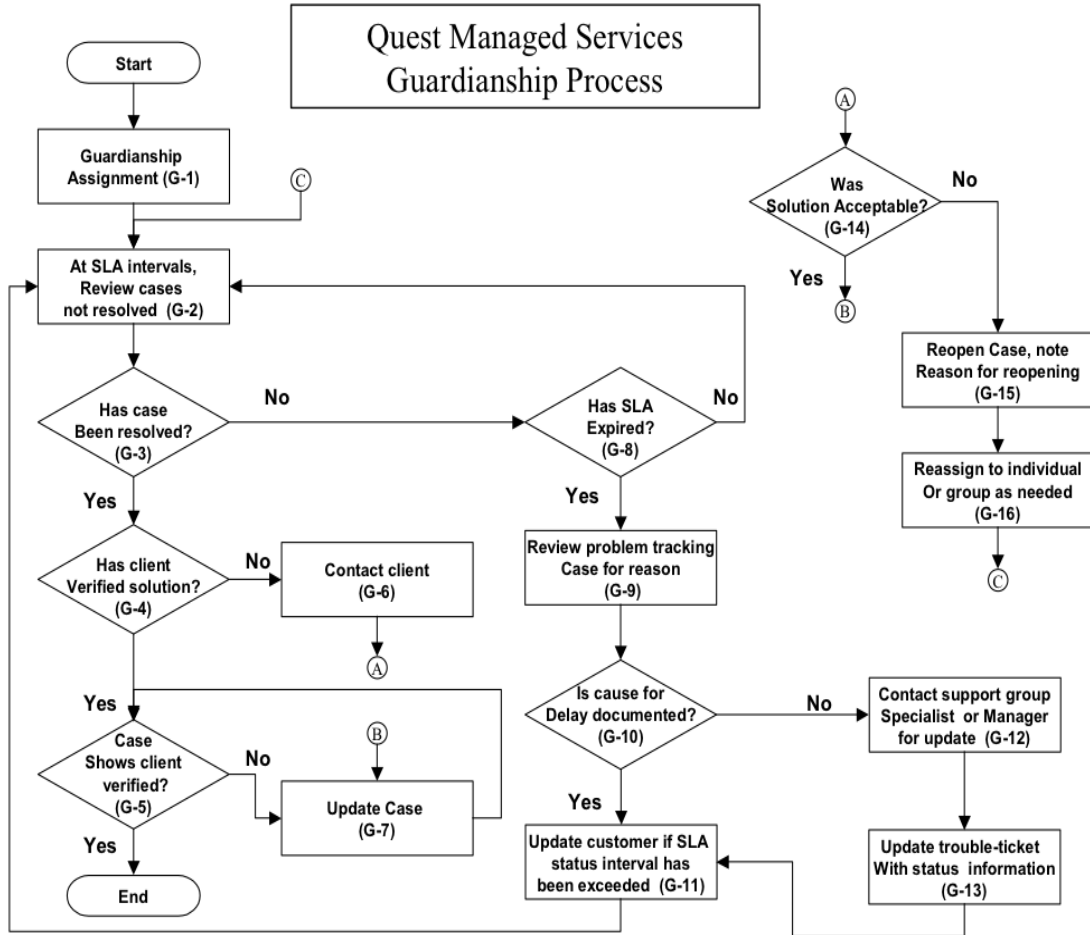 Quest Managed Services
Guardianship Process
Start
Guardianship
Assignment (G-1)
C
At SLA intervals,
Review cases
not resolved (G-2)
Has case
Been resolved?
(G-3)
No
Yes
Has client
Verified solution?
(G-4)
No
Contact client
(G-6)
A
Yes
Case
Shows client
verified?
(G-5)
No
B
Update Case
(G-7)
Yes
End
Has SLA
Expired?
(G-8)
No
Yes
Review problem tracking
Case for reason
(G-9)
Is cause for
Delay documented?
(G-10)
No
Yes
Update customer if SLA
status interval has
been exceeded (G-11)
Contact support group
Specialist or Manager
for update (G-12)
Update trouble-ticket
With status information
(G-13)
A
Was
Solution Acceptable?
(G-14)
No
Yes
B
Reopen Case, note
Reason for reopening
(G-15)
Reassign to individual
Or group as needed
(G-16)
C